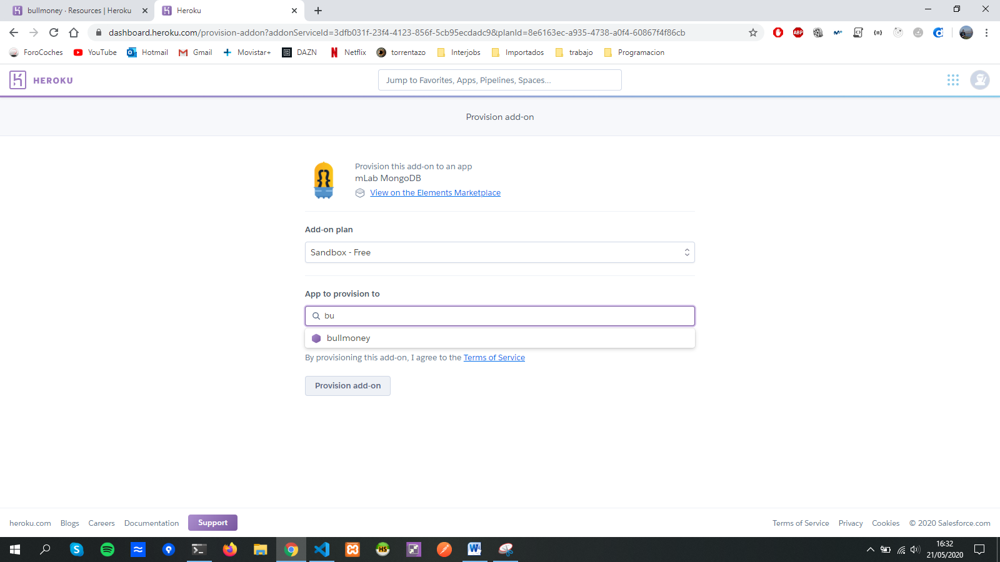 bullmoney · Resources | Heroku
Heroku
dashboard.heroku.com/provision-addon?addonServiceId=3dfb031f-23f4-4123-856f-5cb95ecdadc9&planId=8e6163ec-a935-4738-a0f4-60867f4f86cb
ABP
ForoCoches YouTube Hotmail Gmail Movistar+ DAZN Netflix torrentazo Interjobs Importados trabajo Programacion
HEROKU
Jump to Favorites, Apps, Pipelines, Spaces...
Provision add-on
Provision this add-on to an app
mLab MongoDB
View on the Elements Marketplace
Add-on plan
Sandbox - Free
App to provision to
bu
bullmoney
By provisioning this add-on, I agree to the Terms of Service
Provision add-on
heroku.com Blogs Careers Documentation Support Terms of Service Privacy Cookies © 2020 Salesforce.com
HS
16:32
21/05/2020